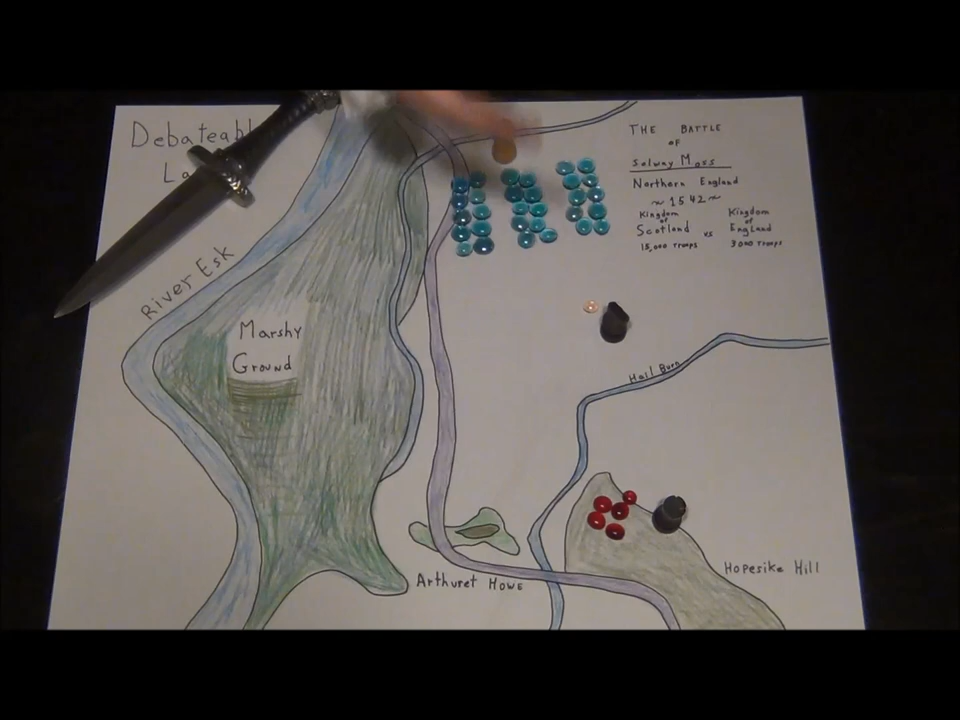 Debateabl
La
THE BATTLE
OF
Solway Moss
Northern England
~ 1542 ~
Kingdom
of
Scotland
15,000 Troops
vs
Kingdom
of
England
3000 Troops
River Esk
Marshy
Ground
Hall Burn
Arthuret Howe
Hopesike Hill